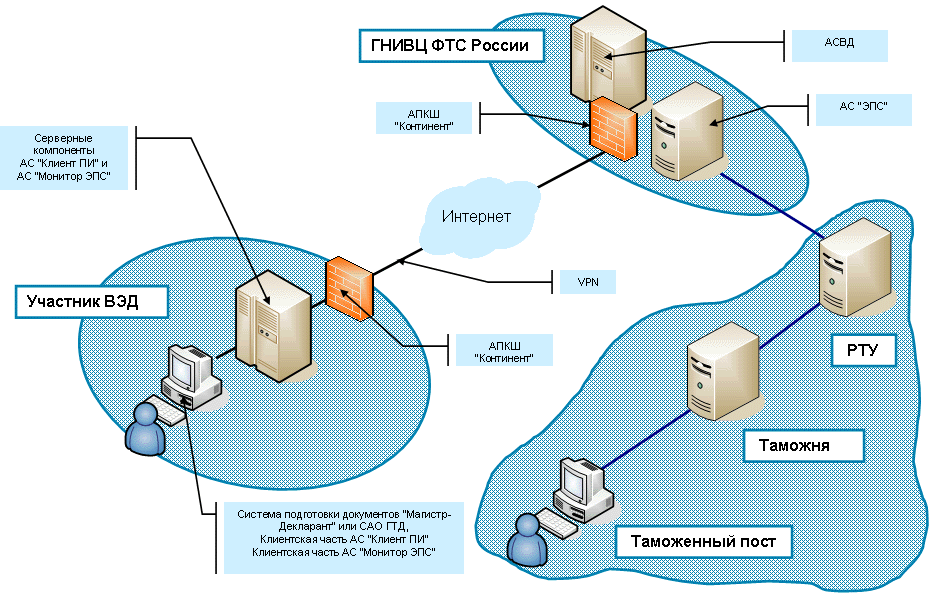 ГНИВЦ ФТС России
АСВД
АПКШ
"Континент"
АС "ЭПС"
Серверные
компоненты
АС "Клиент ПИ" и
АС "Монитор ЭПС"
Интернет
VPN
Участник ВЭД
АПКШ
"Континент"
РТУ
Таможня
Система подготовки документов "Магистр-
Декларант" или САО ГТД,
Клиентская часть АС "Клиент ПИ"
Клиентская часть АС "Монитор ЭПС"
Таможенный пост